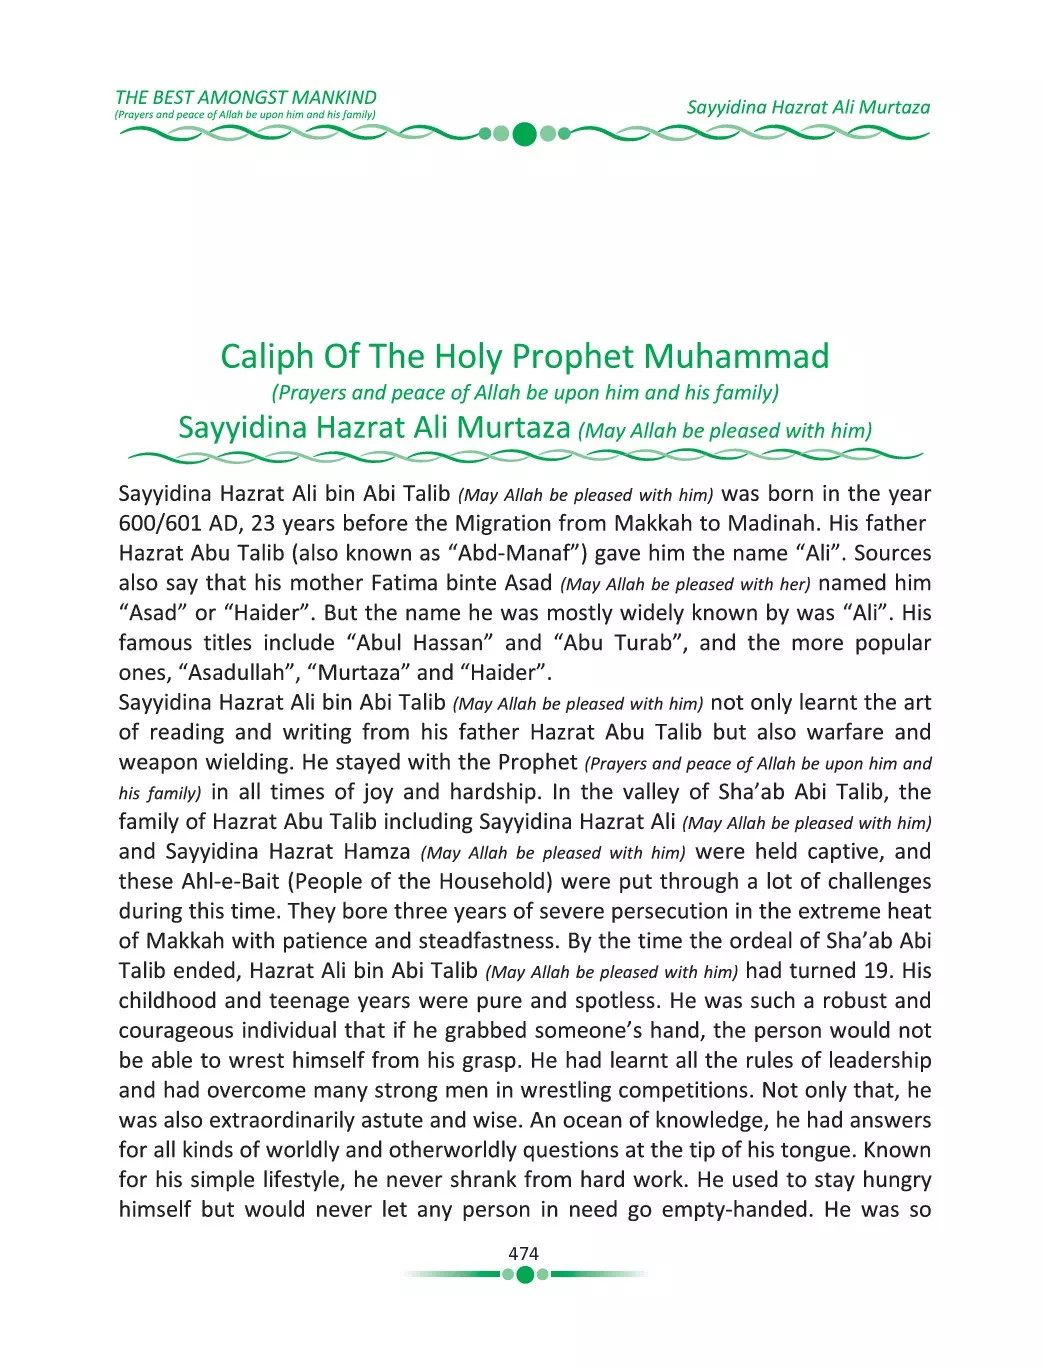 THE BEST AMONGST MANKIND
(Prayers and peace of Allah be upon him and his family)
Sayyidina Hazrat Ali Murtaza
Caliph Of The Holy Prophet Muhammad
(Prayers and peace of Allah be upon him and his family)
Sayyidina Hazrat Ali Murtaza (May Allah be pleased with him)
Sayyidina Hazrat Ali bin Abi Talib (May Allah be pleased with him) was born in the year
600/601 AD, 23 years before the Migration from Makkah to Madinah. His father
Hazrat Abu Talib (also known as “Abd-Manaf”) gave him the name “Ali”. Sources
also say that his mother Fatima binte Asad (May Allah be pleased with her) named him
“Asad” or “Haider”. But the name he was mostly widely known by was “Ali”. His
famous titles include “Abul Hassan” and “Abu Turab”, and the more popular
ones, “Asadullah”, “Murtaza” and “Haider”.
Sayyidina Hazrat Ali bin Abi Talib (May Allah be pleased with him) not only learnt the art
of reading and writing from his father Hazrat Abu Talib but also warfare and
weapon wielding. He stayed with the Prophet (Prayers and peace of Allah be upon him and
his family) in all times of joy and hardship. In the valley of Sha’ab Abi Talib, the
family of Hazrat Abu Talib including Sayyidina Hazrat Ali (May Allah be pleased with him)
and Sayyidina Hazrat Hamza (May Allah be pleased with him) were held captive, and
these Ahl-e-Bait (People of the Household) were put through a lot of challenges
during this time. They bore three years of severe persecution in the extreme heat
of Makkah with patience and steadfastness. By the time the ordeal of Sha’ab Abi
Talib ended, Hazrat Ali bin Abi Talib (May Allah be pleased with him) had turned 19. His
childhood and teenage years were pure and spotless. He was such a robust and
courageous individual that if he grabbed someone’s hand, the person would not
be able to wrest himself from his grasp. He had learnt all the rules of leadership
and had overcome many strong men in wrestling competitions. Not only that, he
was also extraordinarily astute and wise. An ocean of knowledge, he had answers
for all kinds of worldly and otherworldly questions at the tip of his tongue. Known
for his simple lifestyle, he never shrank from hard work. He used to stay hungry
himself but would never let any person in need go empty-handed. He was so
474